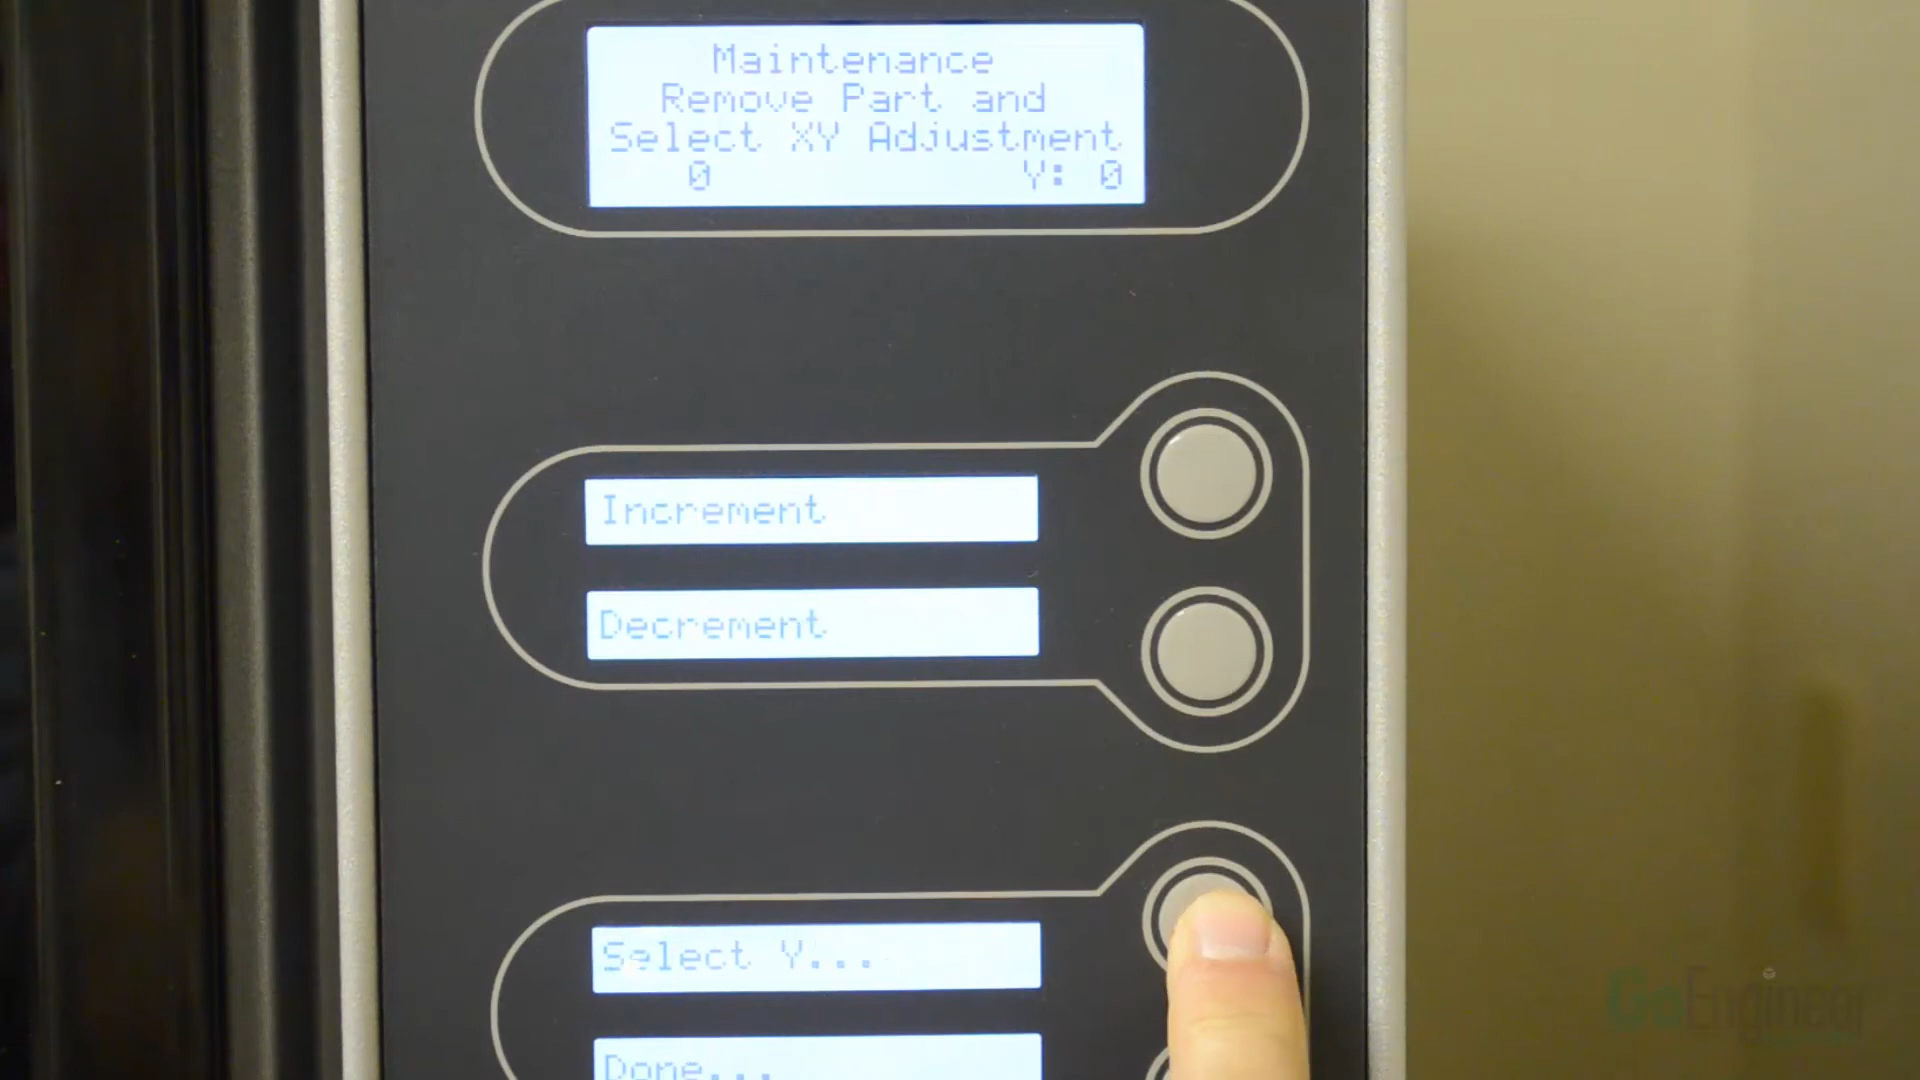 Maintenance
Remove Part and
Select XY Adjustment
0 Y: 0
Increment
Decrement
Select Y...
Done...
GoEngineer